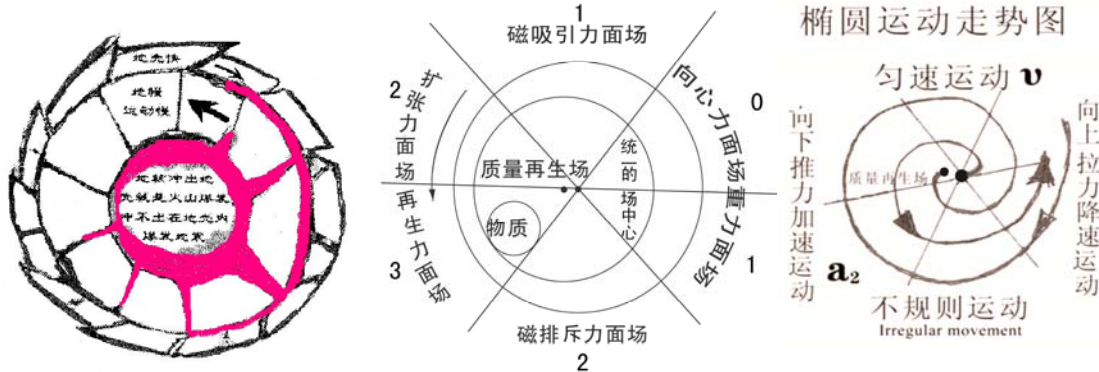 地壳快
地幔
运动慢
地核冲出地
壳就是火山爆发
冲不出在地壳内
爆发地震
1
磁吸引力面场
2
扩张力面场
再生力面场
3
向心力面场
0
重力面场
1
质量再生场
统一的场中心
物质
磁排斥力面场
2
椭圆运动走势图
匀速运动 υ
向下推力加速运动
a₂
质量再生场
向上拉力降速运动
不规则运动
Irregular movement